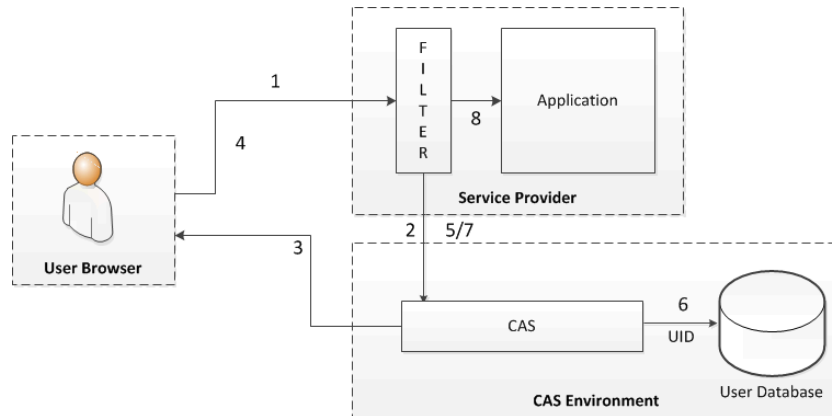 F
I
L
T
E
R
1
Application
8
4
Service Provider
2 5/7
3
User Browser
6
CAS
UID
User Database
CAS Environment